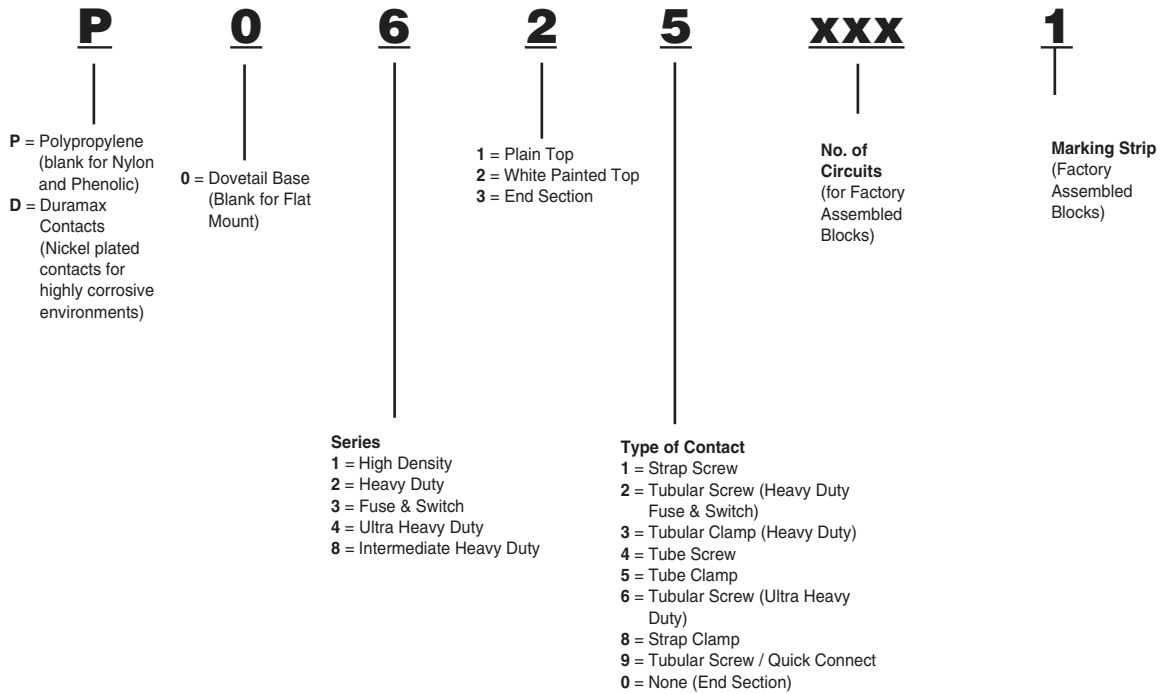 P 0 6 2 5 xxx 1
P = Polypropylene
(blank for Nylon
and Phenolic)
D = Duramax
Contacts
(Nickel plated
contacts for
highly corrosive
environments)
0 = Dovetail Base
(Blank for Flat
Mount)
1 = Plain Top
2 = White Painted Top
3 = End Section
No. of
Circuits
(for Factory
Assembled
Blocks)
Marking Strip
(Factory
Assembled
Blocks)
Series
1 = High Density
2 = Heavy Duty
3 = Fuse & Switch
4 = Ultra Heavy Duty
8 = Intermediate Heavy Duty
Type of Contact
1 = Strap Screw
2 = Tubular Screw (Heavy Duty
Fuse & Switch)
3 = Tubular Clamp (Heavy Duty)
4 = Tube Screw
5 = Tube Clamp
6 = Tubular Screw (Ultra Heavy
Duty)
8 = Strap Clamp
9 = Tubular Screw / Quick Connect
0 = None (End Section)